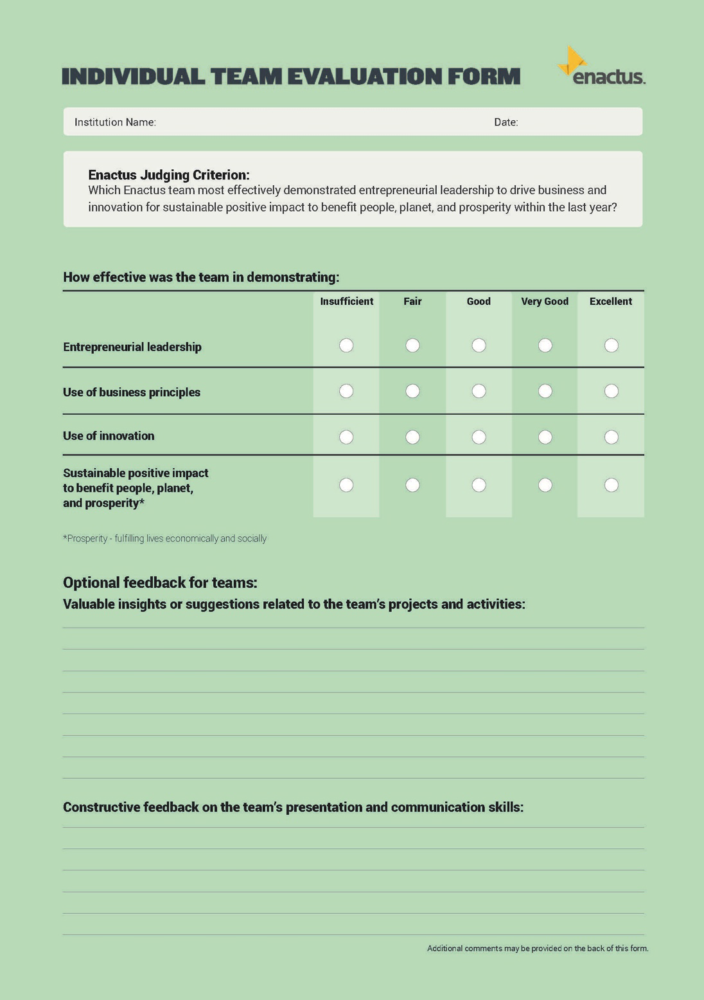 INDIVIDUAL TEAM EVALUATION FORM
enactus.
Institution Name: Date:
Enactus Judging Criterion:
Which Enactus team most effectively demonstrated entrepreneurial leadership to drive business and
innovation for sustainable positive impact to benefit people, planet, and prosperity within the last year?
How effective was the team in demonstrating:
Insufficient Fair Good Very Good Excellent
Entrepreneurial leadership
Use of business principles
Use of innovation
Sustainable positive impact
to benefit people, planet,
and prosperity*
*Prosperity - fulfilling lives economically and socially
Optional feedback for teams:
Valuable insights or suggestions related to the team’s projects and activities:
Constructive feedback on the team’s presentation and communication skills:
Additional comments may be provided on the back of this form.